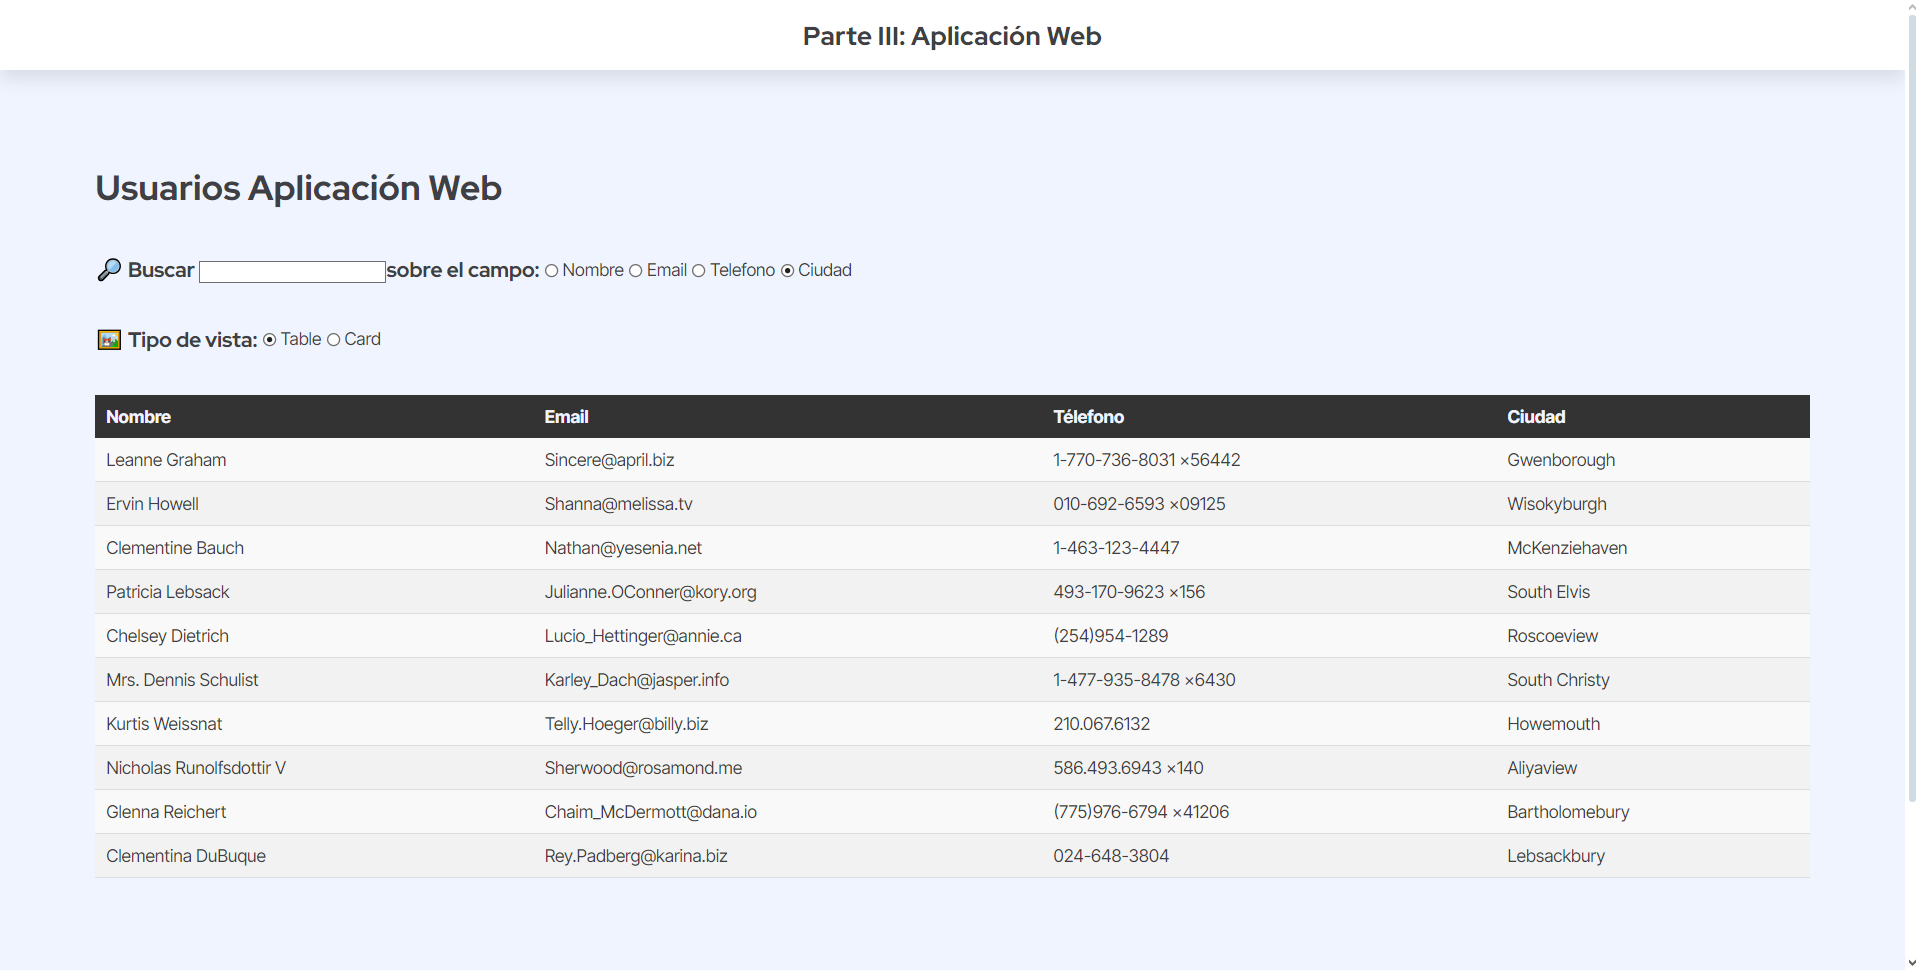 Parte III: Aplicación Web
Usuarios Aplicación Web
🔎 Buscar sobre el campo: Nombre Email Telefono Ciudad
🖼️ Tipo de vista: Table Card
Nombre Email Télefono Ciudad
Leanne Graham Sincere@april.biz 1-770-736-8031 x56442 Gwenborough
Ervin Howell Shanna@melissa.tv 010-692-6593 x09125 Wisokyburgh
Clementine Bauch Nathan@yesenia.net 1-463-123-4447 McKenziehaven
Patricia Lebsack Julianne.OConner@kory.org 493-170-9623 x156 South Elvis
Chelsey Dietrich Lucio_Hettinger@annie.ca (254)954-1289 Roscoeview
Mrs. Dennis Schulist Karley_Dach@jasper.info 1-477-935-8478 x6430 South Christy
Kurtis Weissnat Telly.Hoeger@billy.biz 210.067.6132 Howemouth
Nicholas Runolfsdottir V Sherwood@rosamond.me 586.493.6943 x140 Aliyaview
Glenna Reichert Chaim_McDermott@dana.io (775)976-6794 x41206 Bartholomebury
Clementina DuBuque Rey.Padberg@karina.biz 024-648-3804 Lebsackbury